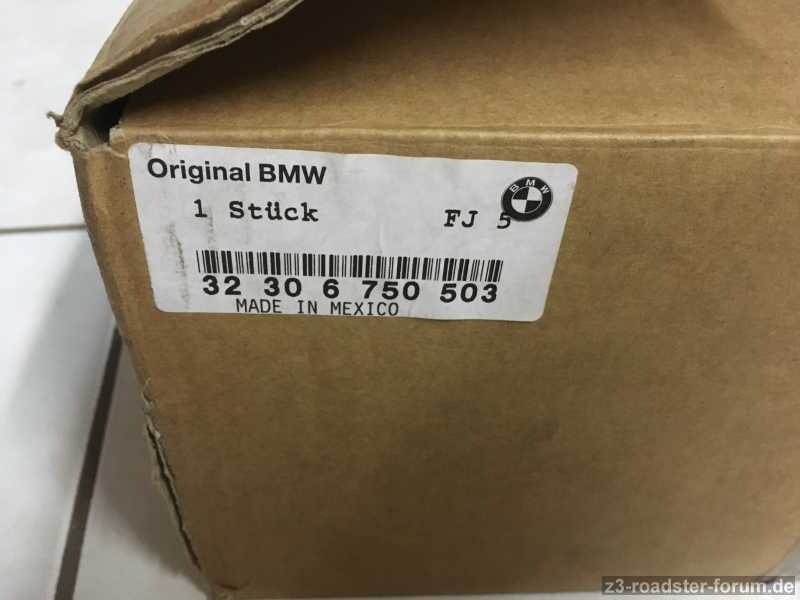 Original BMW
1 Stück
FJ 5
BMW
32 30 6 750 503
MADE IN MEXICO
z3-roadster-forum.de